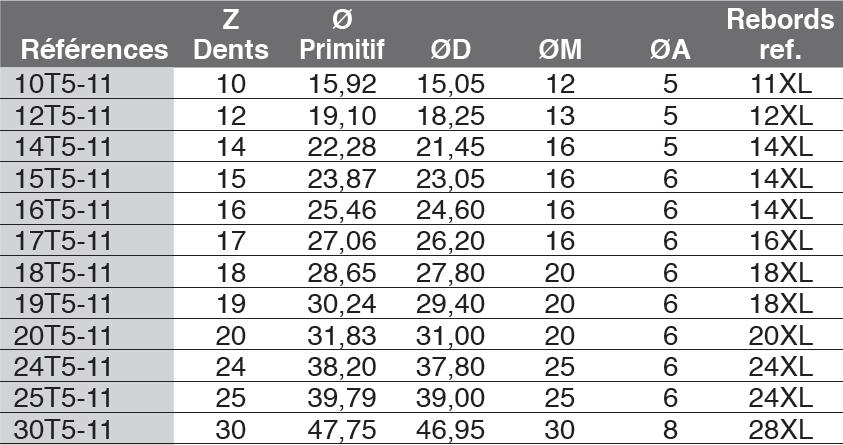 Z Ø Rebords
Références Dents Primitif ØD ØM ØA ref.
10T5-11 10 15,92 15,05 12 5 11XL
12T5-11 12 19,10 18,25 13 5 12XL
14T5-11 14 22,28 21,45 16 5 14XL
15T5-11 15 23,87 23,05 16 6 14XL
16T5-11 16 25,46 24,60 16 6 14XL
17T5-11 17 27,06 26,20 16 6 16XL
18T5-11 18 28,65 27,80 20 6 18XL
19T5-11 19 30,24 29,40 20 6 18XL
20T5-11 20 31,83 31,00 20 6 20XL
24T5-11 24 38,20 37,80 25 6 24XL
25T5-11 25 39,79 39,00 25 6 24XL
30T5-11 30 47,75 46,95 30 8 28XL